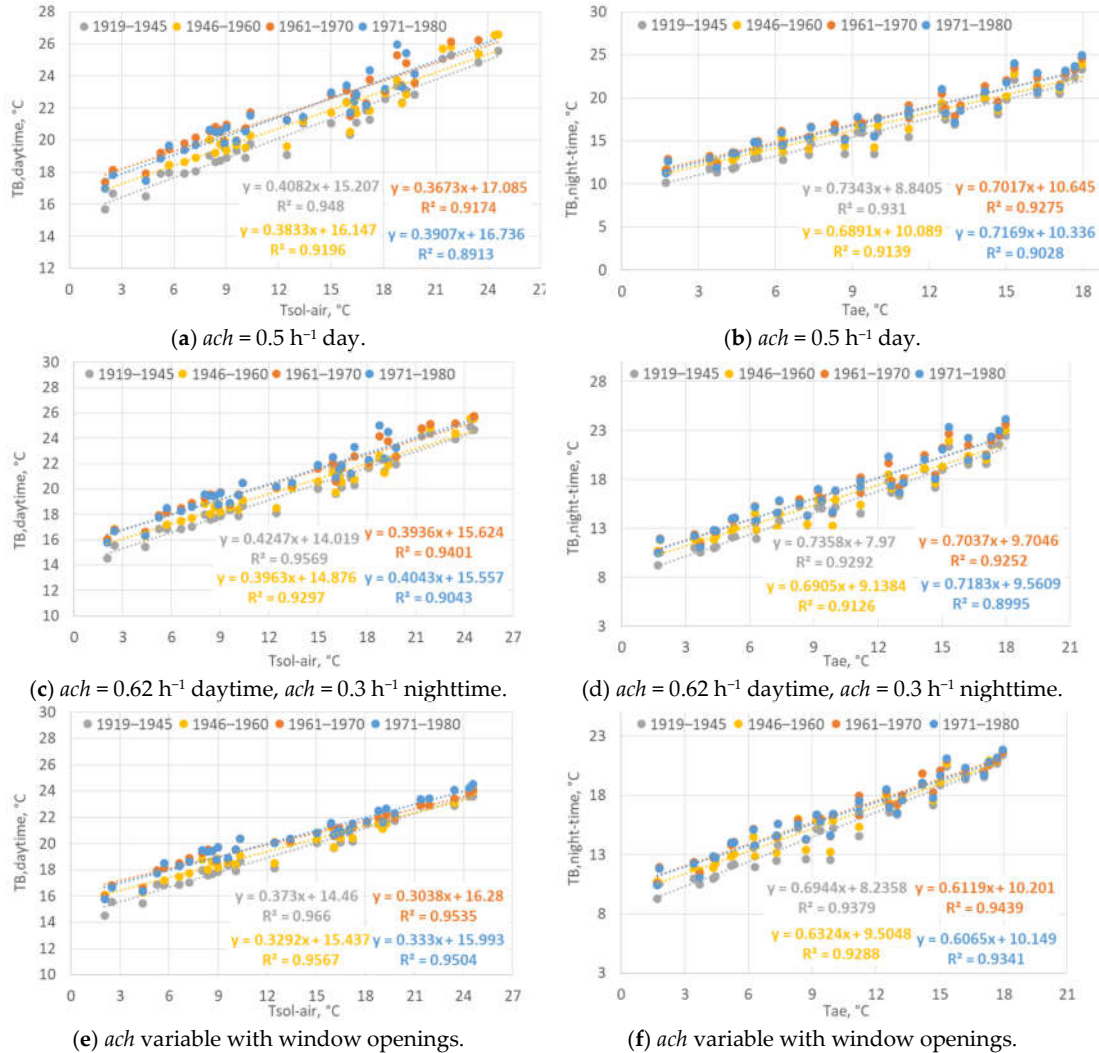 1919–1945 1946–1960 1961–1970 1971–1980
28
26
24
22
20
18
16
14
12
TB,daytime, °C
y = 0.4082x + 15.207
R² = 0.948
y = 0.3673x + 17.085
R² = 0.9174
y = 0.3833x + 16.147
R² = 0.9196
y = 0.3907x + 16.736
R² = 0.8913
0 3 6 9 12 15 18 21 24 27
Tsol-air, °C
(a) ach = 0.5 h⁻¹ day.
1919–1945 1946–1960 1961–1970 1971–1980
30
25
20
15
10
5
0
TB,night-time, °C
y = 0.7343x + 8.8405
R² = 0.931
y = 0.7017x + 10.645
R² = 0.9275
y = 0.6891x + 10.089
R² = 0.9139
y = 0.7169x + 10.336
R² = 0.9028
0 3 6 9 12 15 18
Tae, °C
(b) ach = 0.5 h⁻¹ day.
1919–1945 1946–1960 1961–1970 1971–1980
30
28
26
24
22
20
18
16
14
12
10
TB,daytime, °C
y = 0.4247x + 14.019
R² = 0.9569
y = 0.3936x + 15.624
R² = 0.9401
y = 0.3963x + 14.876
R² = 0.9297
y = 0.4043x + 15.557
R² = 0.9043
0 3 6 9 12 15 18 21 24 27
Tsol-air, °C
(c) ach = 0.62 h⁻¹ daytime, ach = 0.3 h⁻¹ nighttime.
1919–1945 1946–1960 1961–1970 1971–1980
28
23
18
13
8
3
TB,night-time, °C
y = 0.7358x + 7.97
R² = 0.9292
y = 0.7037x + 9.7046
R² = 0.9252
y = 0.6905x + 9.1384
R² = 0.9126
y = 0.7183x + 9.5609
R² = 0.8995
0 3 6 9 12 15 18 21
Tae, °C
(d) ach = 0.62 h⁻¹ daytime, ach = 0.3 h⁻¹ nighttime.
1919–1945 1946–1960 1961–1970 1971–1980
30
28
26
24
22
20
18
16
14
12
10
TB,daytime, °C
y = 0.373x + 14.46
R² = 0.966
y = 0.3038x + 16.28
R² = 0.9535
y = 0.3292x + 15.437
R² = 0.9567
y = 0.333x + 15.993
R² = 0.9504
0 3 6 9 12 15 18 21 24 27
Tsol-air, °C
(e) ach variable with window openings.
1919–1945 1946–1960 1961–1970 1971–1980
23
18
13
8
3
TB,night-time, °C
y = 0.6944x + 8.2358
R² = 0.9379
y = 0.6119x + 10.201
R² = 0.9439
y = 0.6324x + 9.5048
R² = 0.9288
y = 0.6065x + 10.149
R² = 0.9341
0 3 6 9 12 15 18 21
Tae, °C
(f) ach variable with window openings.